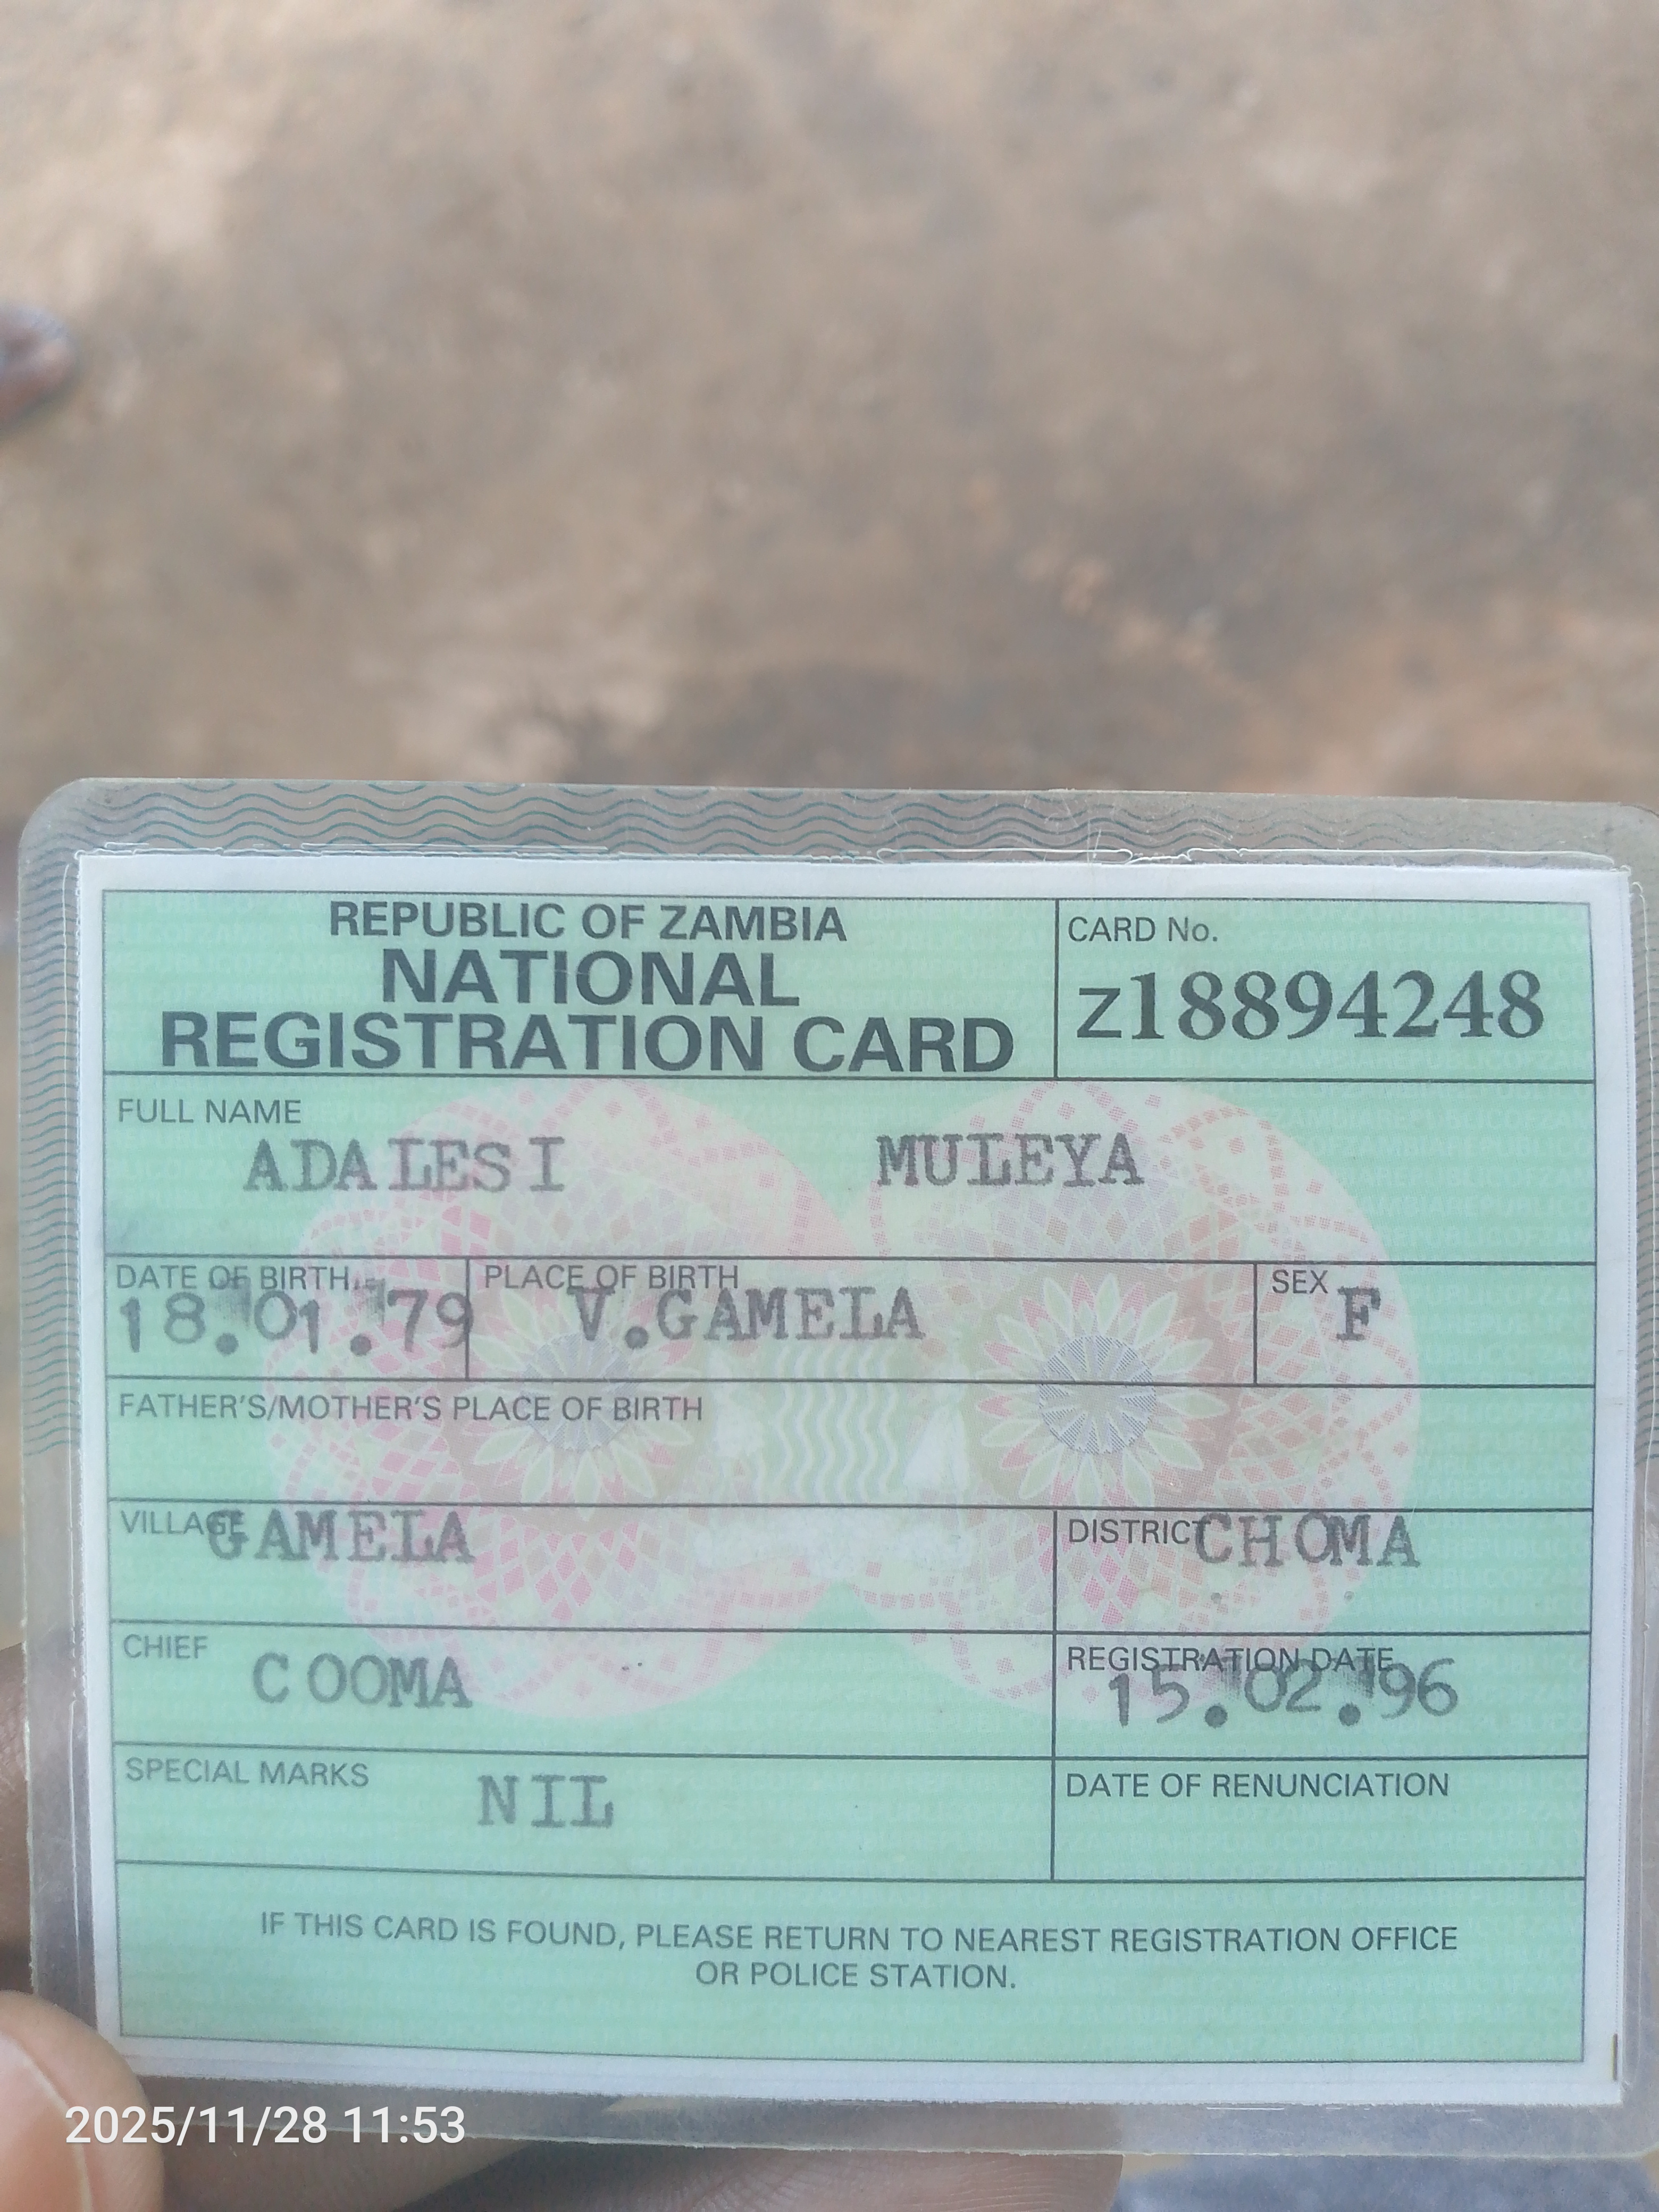 REPUBLIC OF ZAMBIA
NATIONAL
REGISTRATION CARD
CARD No.
z18894248
FULL NAME
ADALESI MULEYA
DATE OF BIRTH
18.01.79
PLACE OF BIRTH
V.GAMELA
SEX
F
FATHER'S/MOTHER'S PLACE OF BIRTH
VILLAGE
GAMELA
DISTRICT
CHOMA
CHIEF
COOMA
REGISTRATION DATE
15.02.96
SPECIAL MARKS
NIL
DATE OF RENUNCIATION
IF THIS CARD IS FOUND, PLEASE RETURN TO NEAREST REGISTRATION OFFICE
OR POLICE STATION.
2025/11/28 11:53